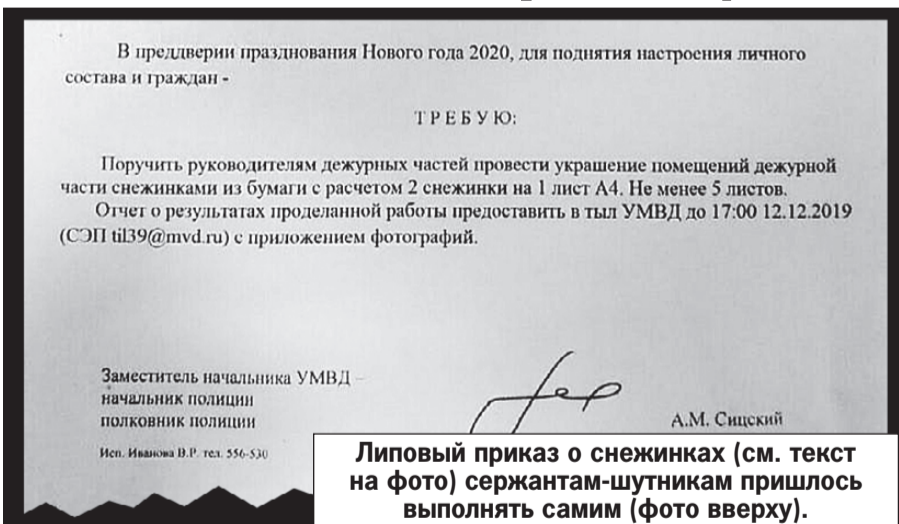 В преддверии празднования Нового года 2020, для поднятия настроения личного
состава и граждан -
ТРЕБУЮ:
Поручить руководителям дежурных частей провести украшение помещений дежурной
части снежинками из бумаги с расчетом 2 снежинки на 1 лист А4. Не менее 5 листов.
Отчет о результатах проделанной работы предоставить в тыл УМВД до 17:00 12.12.2019
(СЭП til39@mvd.ru) с приложением фотографий.
Заместитель начальника УМВД –
начальник полиции
полковник полиции
А.М. Сицский
Исп. Иванова В.Р. тел. 556-530
Липовый приказ о снежинках (см. текст
на фото) сержантам-шутникам пришлось
выполнять самим (фото вверху).